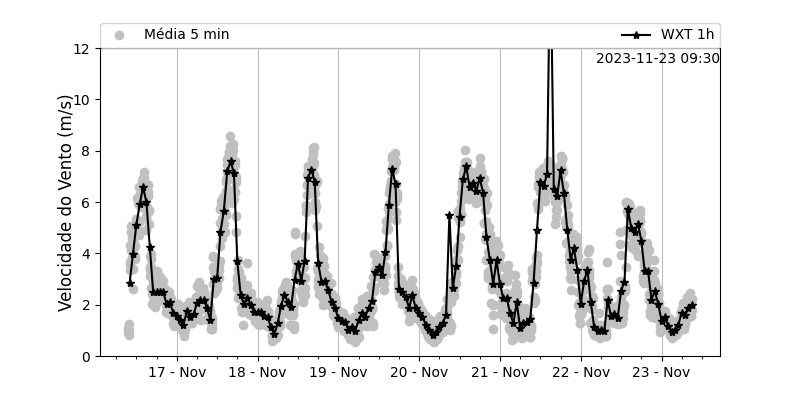 Média 5 min
WXT 1h
2023-11-23 09:30
Velocidade do Vento (m/s)
12
10
8
6
4
2
0
17 - Nov
18 - Nov
19 - Nov
20 - Nov
21 - Nov
22 - Nov
23 - Nov